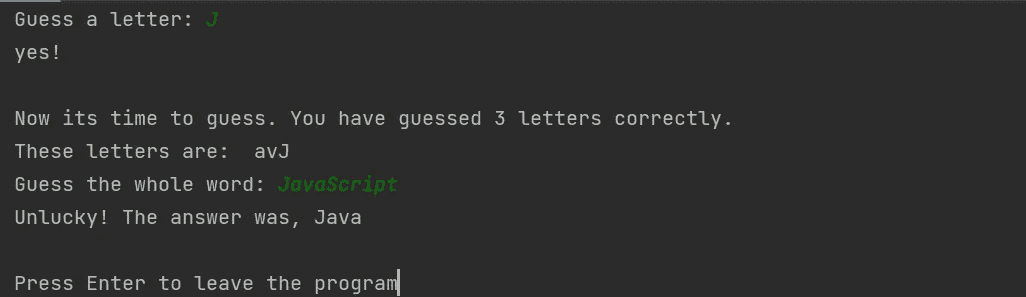 Guess a letter: J
yes!
Now its time to guess. You have guessed 3 letters correctly.
These letters are:  avJ
Guess the whole word: JavaScript
Unlucky! The answer was, Java
Press Enter to leave the program